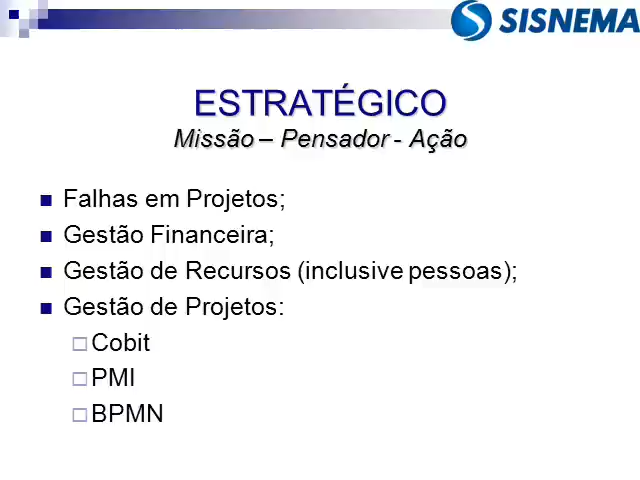 SISNEMA
ESTRATÉGICO
Missão – Pensador - Ação
Falhas em Projetos;
Gestão Financeira;
Gestão de Recursos (inclusive pessoas);
Gestão de Projetos:
Cobit
PMI
BPMN